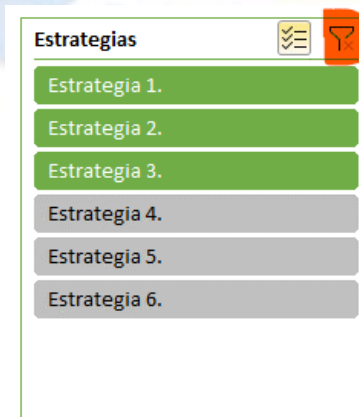 Estrategias
Estrategia 1.
Estrategia 2.
Estrategia 3.
Estrategia 4.
Estrategia 5.
Estrategia 6.